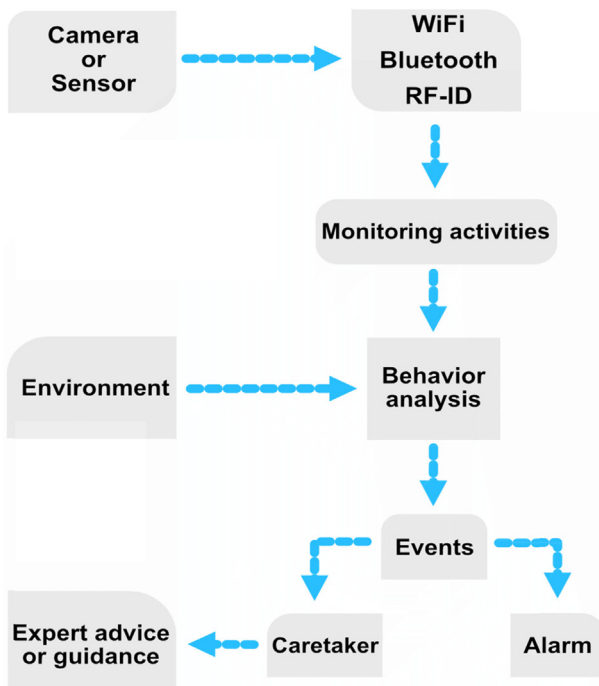 Camera
or
Sensor
WiFi
Bluetooth
RF-ID
Monitoring activities
Environment
Behavior
analysis
Events
Expert advice
or guidance
Caretaker
Alarm